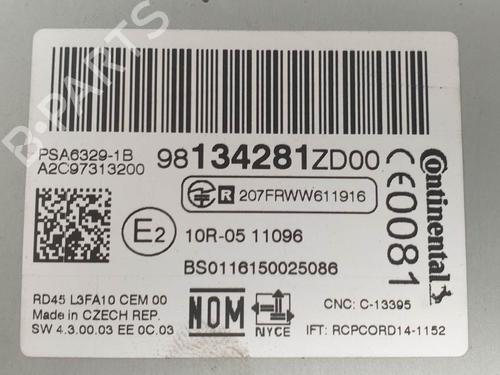 B-PARTS
PSA6329-1B
A2C97313200
98134281ZD00
R 207FRWW611916
E2
10R-05 11096
BS0116150025086
RD45 L3FA10 CEM 00
Made in CZECH REP.
SW 4.3.00.03 EE 0C.03
NOM
NYCE
CNC: C-13395
IFT: RCPCORD14-1152
CE0081
Continental